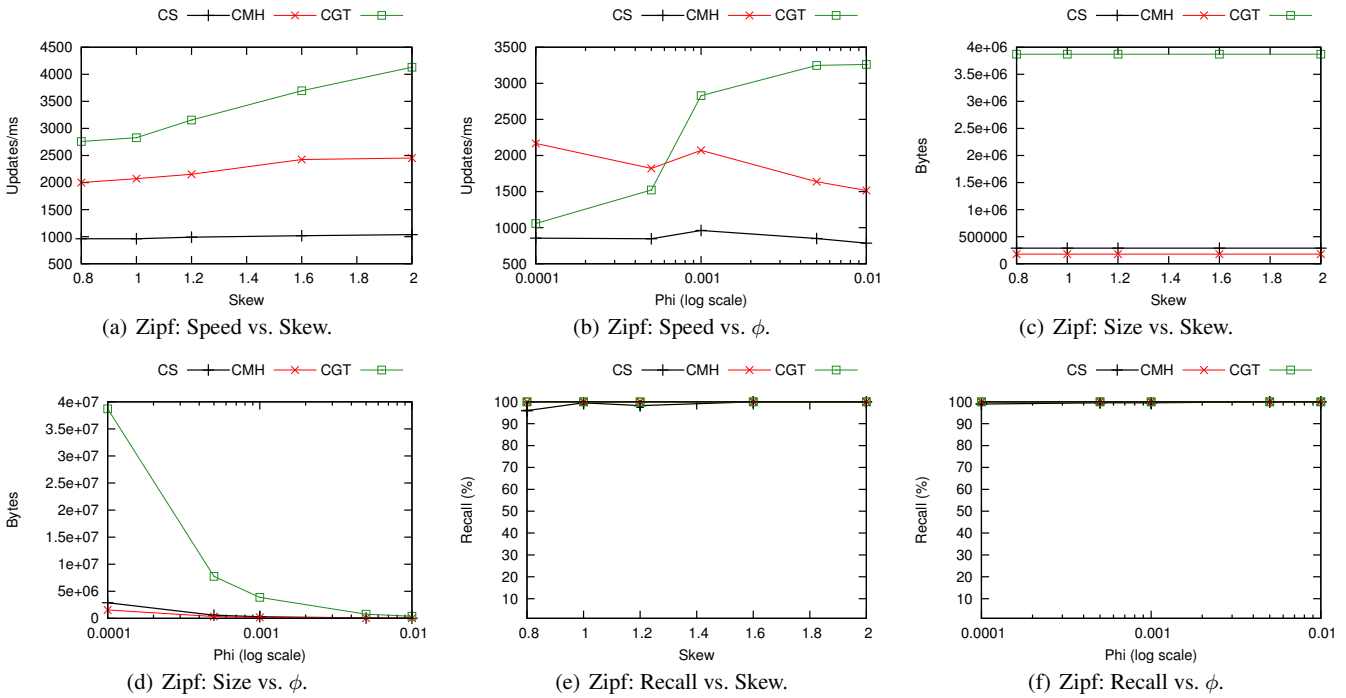 CS CMH CGT
4500
4000
3500
3000
2500
2000
1500
1000
500
Updates/ms
0.8 1 1.2 1.4 1.6 1.8 2
Skew
(a) Zipf: Speed vs. Skew.
CS CMH CGT
3500
3000
2500
2000
1500
1000
500
Updates/ms
0.0001 0.001 0.01
Phi (log scale)
(b) Zipf: Speed vs. ϕ.
CS CMH CGT
4e+06
3.5e+06
3e+06
2.5e+06
2e+06
1.5e+06
1e+06
500000
0
Bytes
0.8 1 1.2 1.4 1.6 1.8 2
Skew
(c) Zipf: Size vs. Skew.
CS CMH CGT
4e+07
3.5e+07
3e+07
2.5e+07
2e+07
1.5e+07
1e+07
5e+06
0
Bytes
0.0001 0.001 0.01
Phi (log scale)
(d) Zipf: Size vs. ϕ.
CS CMH CGT
100
90
80
70
60
50
40
30
20
10
Recall (%)
0.8 1 1.2 1.4 1.6 1.8 2
Skew
(e) Zipf: Recall vs. Skew.
CS CMH CGT
100
90
80
70
60
50
40
30
20
10
Recall (%)
0.0001 0.001 0.01
Phi (log scale)
(f) Zipf: Recall vs. ϕ.